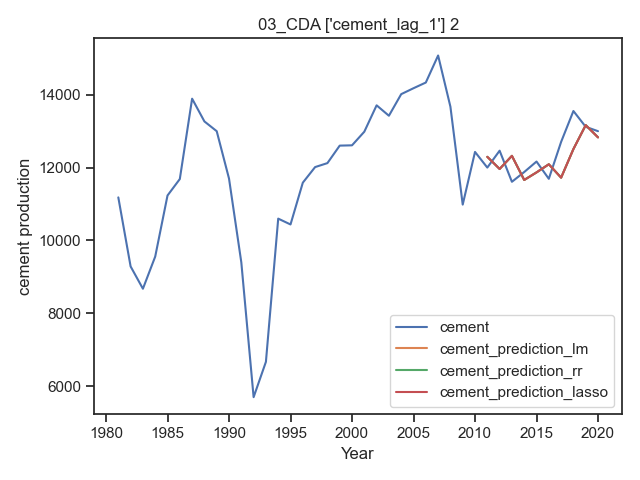 03_CDA ['cement_lag_1'] 2
cement production
14000
12000
10000
8000
6000
1980 1985 1990 1995 2000 2005 2010 2015 2020
Year
cement
cement_prediction_lm
cement_prediction_rr
cement_prediction_lasso